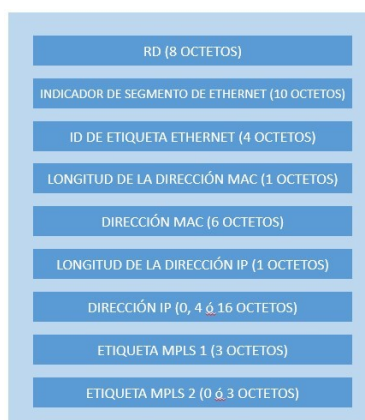 RD (8 OCTETOS)
INDICADOR DE SEGMENTO DE ETHERNET (10 OCTETOS)
ID DE ETIQUETA ETHERNET (4 OCTETOS)
LONGITUD DE LA DIRECCIÓN MAC (1 OCTETOS)
DIRECCIÓN MAC (6 OCTETOS)
LONGITUD DE LA DIRECCIÓN IP (1 OCTETOS)
DIRECCIÓN IP (0, 4 ó 16 OCTETOS)
ETIQUETA MPLS 1 (3 OCTETOS)
ETIQUETA MPLS 2 (0 ó 3 OCTETOS)